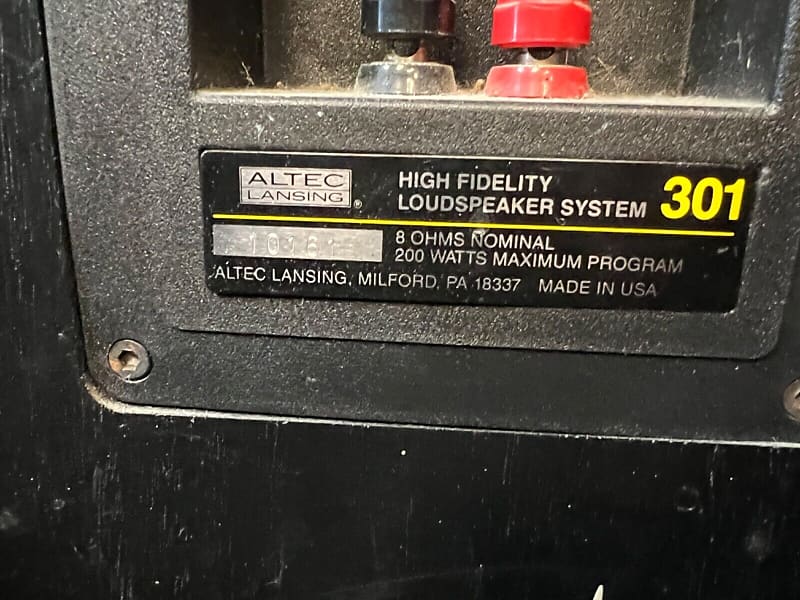 ALTEC
LANSING®
HIGH FIDELITY
LOUDSPEAKER SYSTEM 301
8 OHMS NOMINAL
200 WATTS MAXIMUM PROGRAM
ALTEC LANSING, MILFORD, PA 18337 MADE IN USA